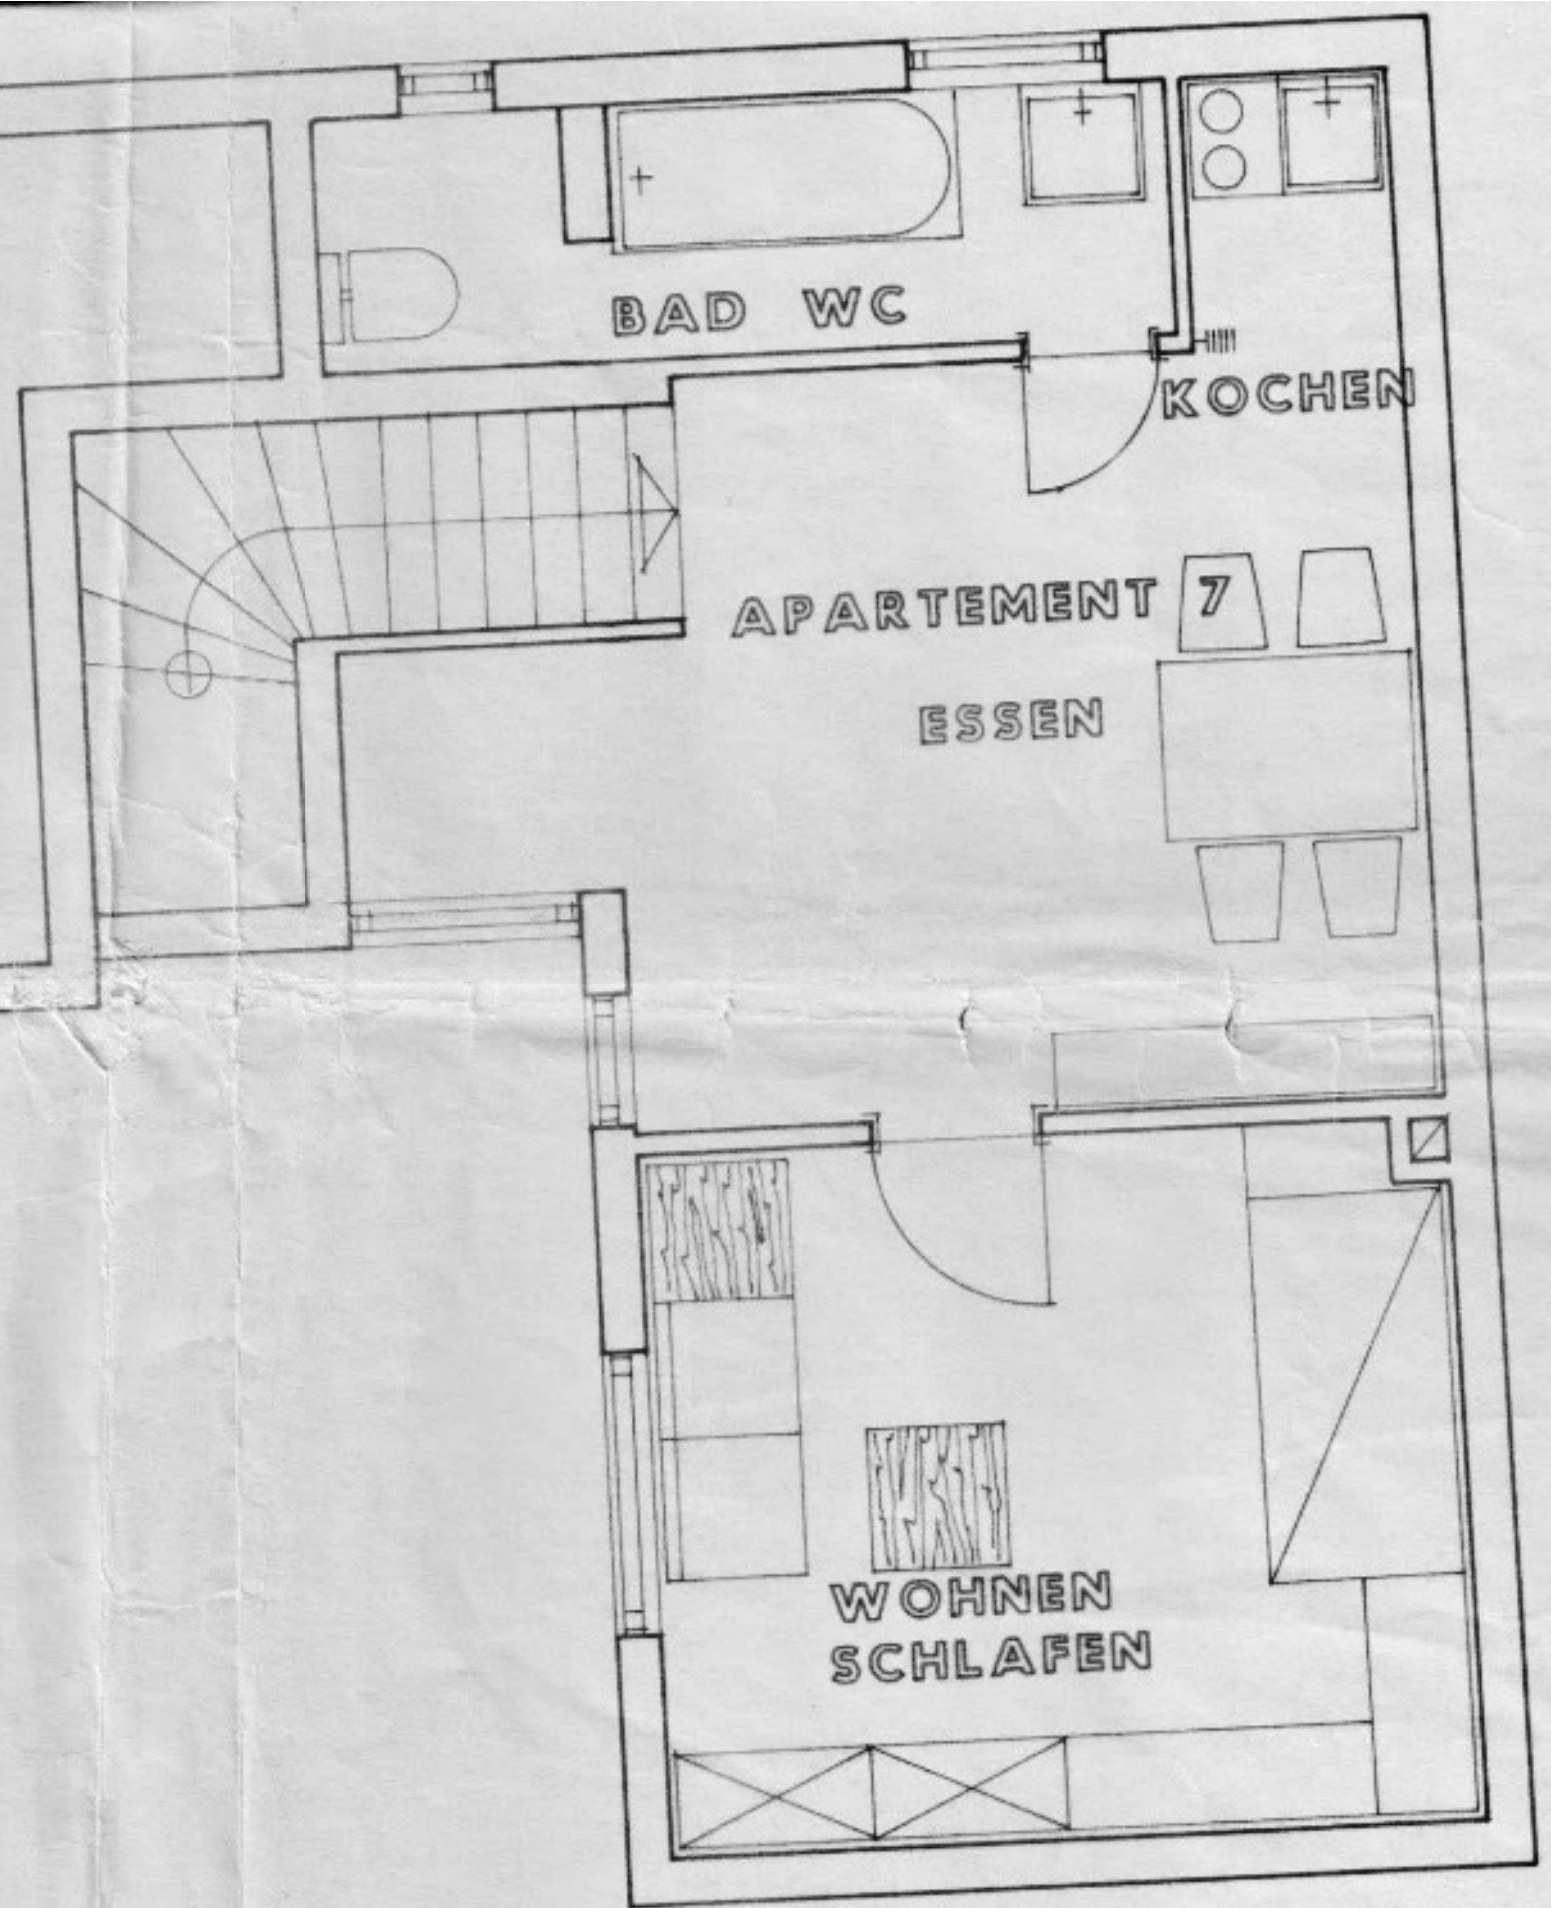 BAD WC
KOCHEN
APARTEMENT 7
ESSEN
WOHNEN
SCHLAFEN